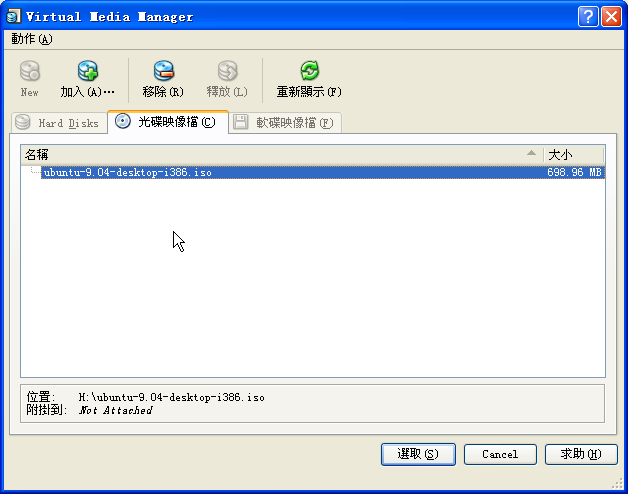 Virtual Media Manager
動作(A)
New 加入(A)… 移除(R) 釋放(L) 重新顯示(F)
Hard Disks 光碟映像檔(C) 軟碟映像檔(F)
名稱 大小
ubuntu-9.04-desktop-i386.iso 698.96 MB
位置: H:\ubuntu-9.04-desktop-i386.iso
附掛到: Not Attached
選取(S) Cancel 求助(H)